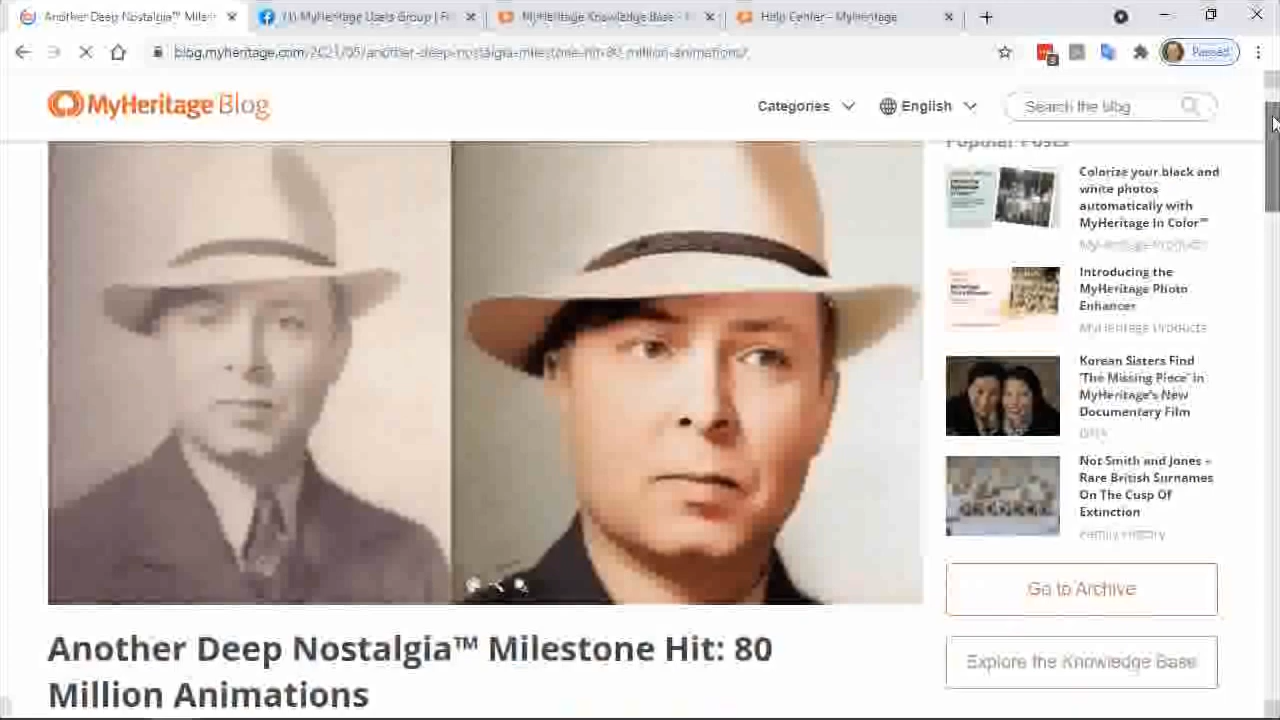 Another Deep Nostalgia™ Milest
(1) MyHeritage Users Group | F
MyHeritage Knowledge Base -
Help Center - MyHeritage
blog.myheritage.com/2021/05/another-deep-nostalgia-milestone-hit-80-million-animations/
Paused
MyHeritage Blog
Categories
English
Search the blog
Popular Posts
Colorize your black and
white photos
automatically with
MyHeritage In Color™
MyHeritage Products
Introducing the
MyHeritage Photo
Enhancer
MyHeritage Products
Korean Sisters Find
'The Missing Piece' in
MyHeritage's New
Documentary Film
DNA
Not Smith and Jones –
Rare British Surnames
On The Cusp Of
Extinction
Family History
Go to Archive
Explore the Knowledge Base
Another Deep Nostalgia™ Milestone Hit: 80
Million Animations